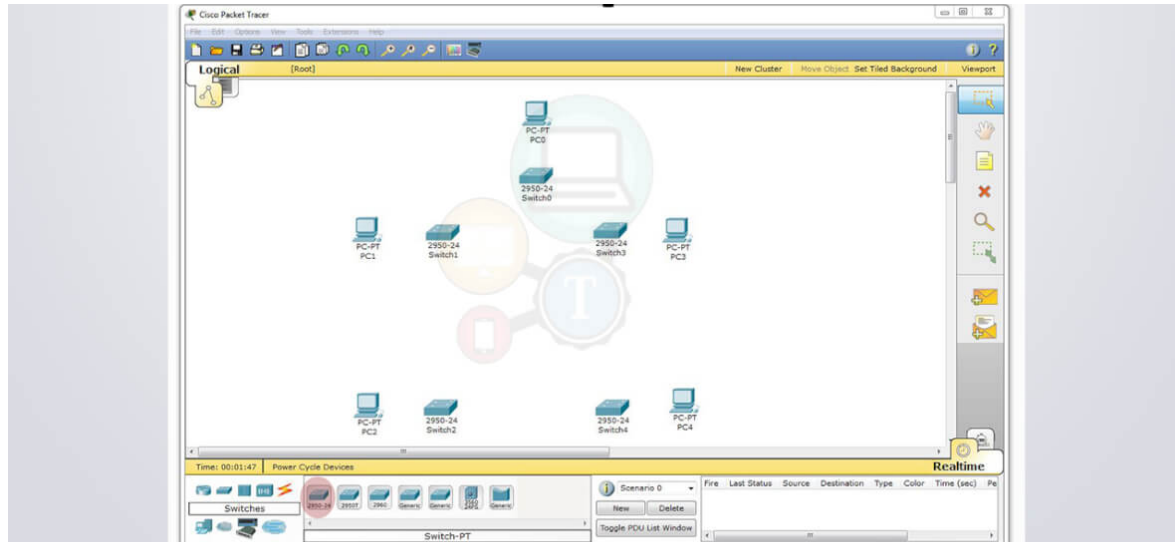 Cisco Packet Tracer
File Edit Options View Tools Extensions Help
Logical [Root] New Cluster Move Object Set Tiled Background Viewport
PC-PT
PC0
2950-24
Switch0
PC-PT
PC1
2950-24
Switch1
2950-24
Switch3
PC-PT
PC3
T
PC-PT
PC2
2950-24
Switch2
2950-24
Switch4
PC-PT
PC4
Time: 00:01:47 Power Cycle Devices Realtime
Switches
2950-24 2950T 2960 Generic Generic Generic
Switch-PT
Scenario 0
New Delete
Toggle PDU List Window
Fire Last Status Source Destination Type Color Time (sec) Pe